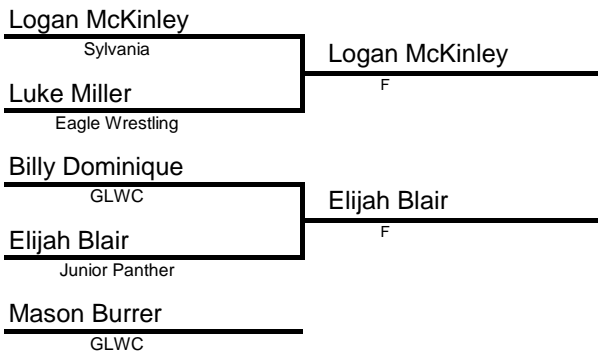 Logan McKinley
Sylvania
Logan McKinley
F
Luke Miller
Eagle Wrestling
Billy Dominique
GLWC
Elijah Blair
F
Elijah Blair
Junior Panther
Mason Burrer
GLWC